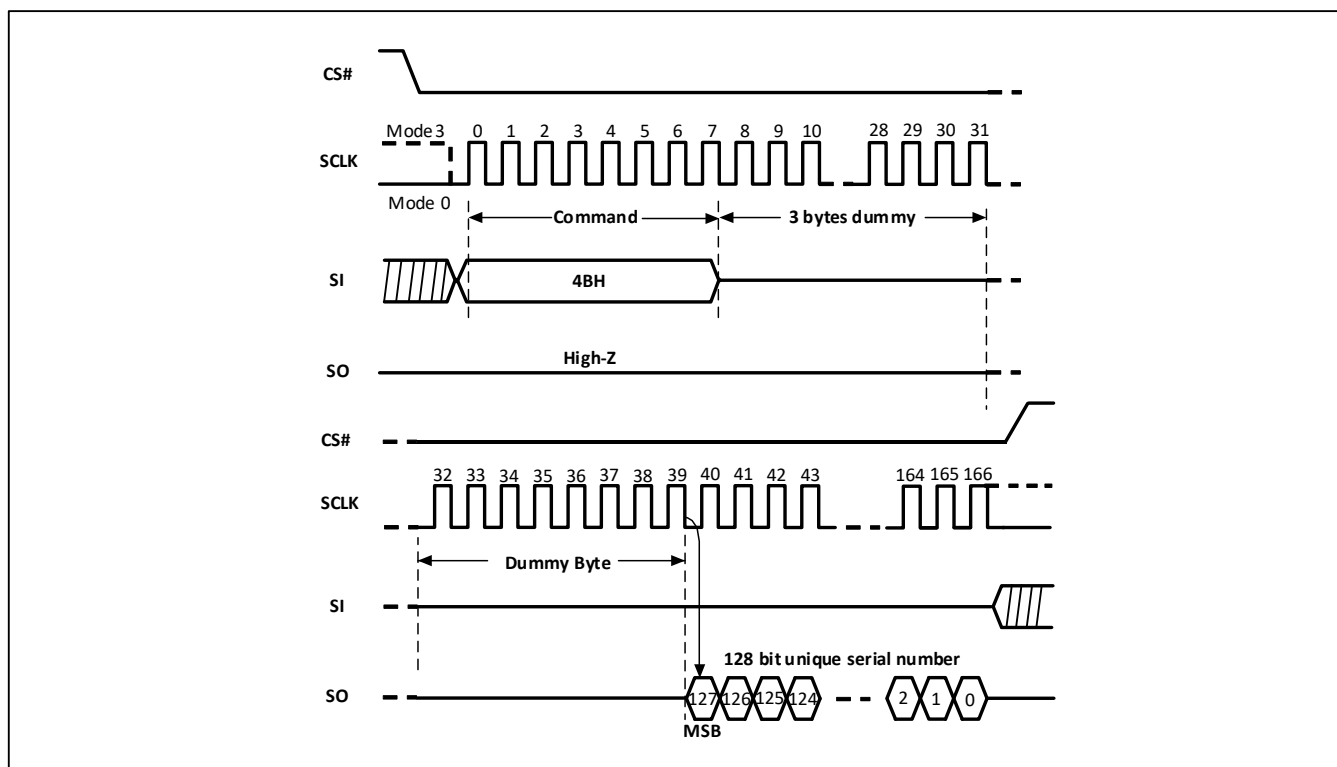 CS#
Mode 3 0 1 2 3 4 5 6 7 8 9 10 28 29 30 31
SCLK
Mode 0
Command 3 bytes dummy
SI 4BH
High-Z
SO
CS#
32 33 34 35 36 37 38 39 40 41 42 43 164 165 166
SCLK
Dummy Byte
SI
128 bit unique serial number
SO 127 126 125 124 2 1 0
MSB